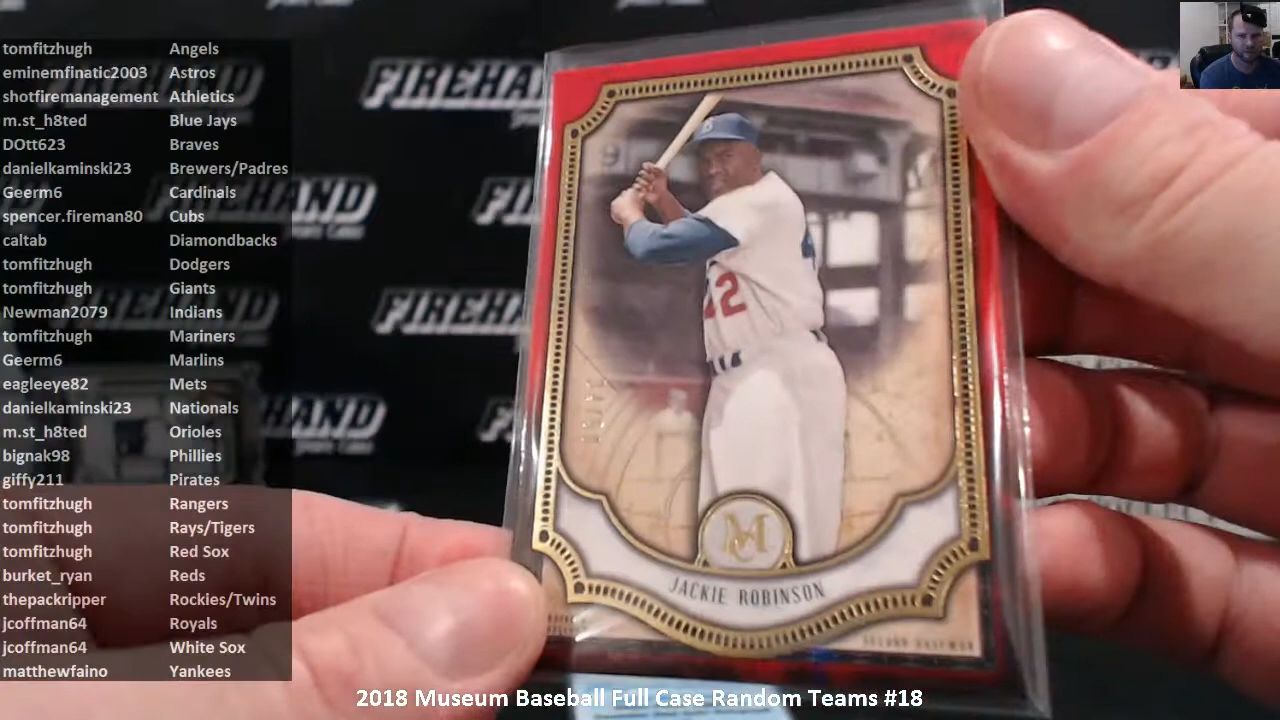 tomfitzhugh Angels
eminemfinatic2003 Astros
shotfiremanagement Athletics
m.st_h8ted Blue Jays
DOtt623 Braves
danielkaminski23 Brewers/Padres
Geerm6 Cardinals
spencer.fireman80 Cubs
caltab Diamondbacks
tomfitzhugh Dodgers
tomfitzhugh Giants
Newman2079 Indians
tomfitzhugh Mariners
Geerm6 Marlins
eagleeye82 Mets
danielkaminski23 Nationals
m.st_h8ted Orioles
bignak98 Phillies
giffy211 Pirates
tomfitzhugh Rangers
tomfitzhugh Rays/Tigers
tomfitzhugh Red Sox
burket_ryan Reds
thepackripper Rockies/Twins
jcoffman64 Royals
jcoffman64 White Sox
matthewfaino Yankees
FIREHAND
JACKIE ROBINSON
SECOND BASEMAN
2018 Museum Baseball Full Case Random Teams #18